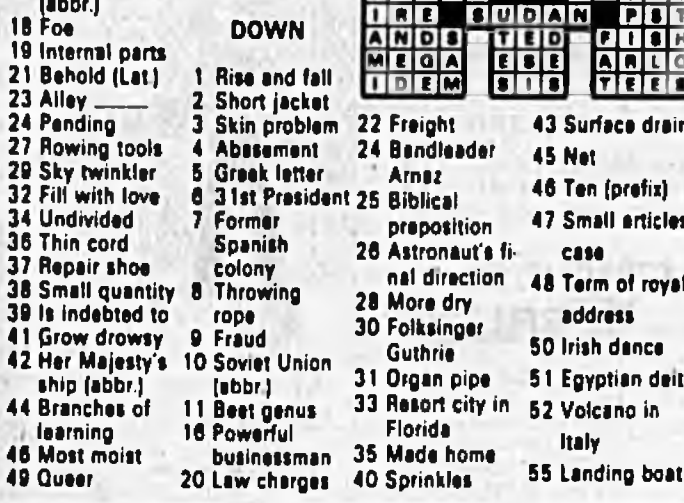 (abbr.)
18 Foe
19 Internal parts
21 Behold (Lat.)
23 Alley ____
24 Pending
27 Rowing tools
29 Sky twinkler
32 Fill with love
34 Undivided
36 Thin cord
37 Repair shoe
38 Small quantity
39 Is indebted to
41 Grow drowsy
42 Her Majesty's
ship (abbr.)
44 Branches of
learning
46 Most moist
49 Queer
DOWN
1 Rise and fall
2 Short jacket
3 Skin problem
4 Abasement
5 Greek letter
6 31st President
7 Former
Spanish
colony
8 Throwing
rope
9 Fraud
10 Soviet Union
(abbr.)
11 Beet genus
16 Powerful
businessman
20 Law charges
IRE SUDAN PST
ANDS TED FISH
MEGA ESE ARLO
IDEM SIS TEES
22 Freight
24 Bandleader
Arnaz
25 Biblical
preposition
26 Astronaut's fi-
nal direction
28 More dry
30 Folksinger
Guthrie
31 Organ pipe
33 Resort city in
Florida
35 Made home
40 Sprinkles
43 Surface drain
45 Net
46 Ten (prefix)
47 Small articles
case
48 Term of royal
address
50 Irish dance
51 Egyptian deit
52 Volcano in
Italy
55 Landing boat